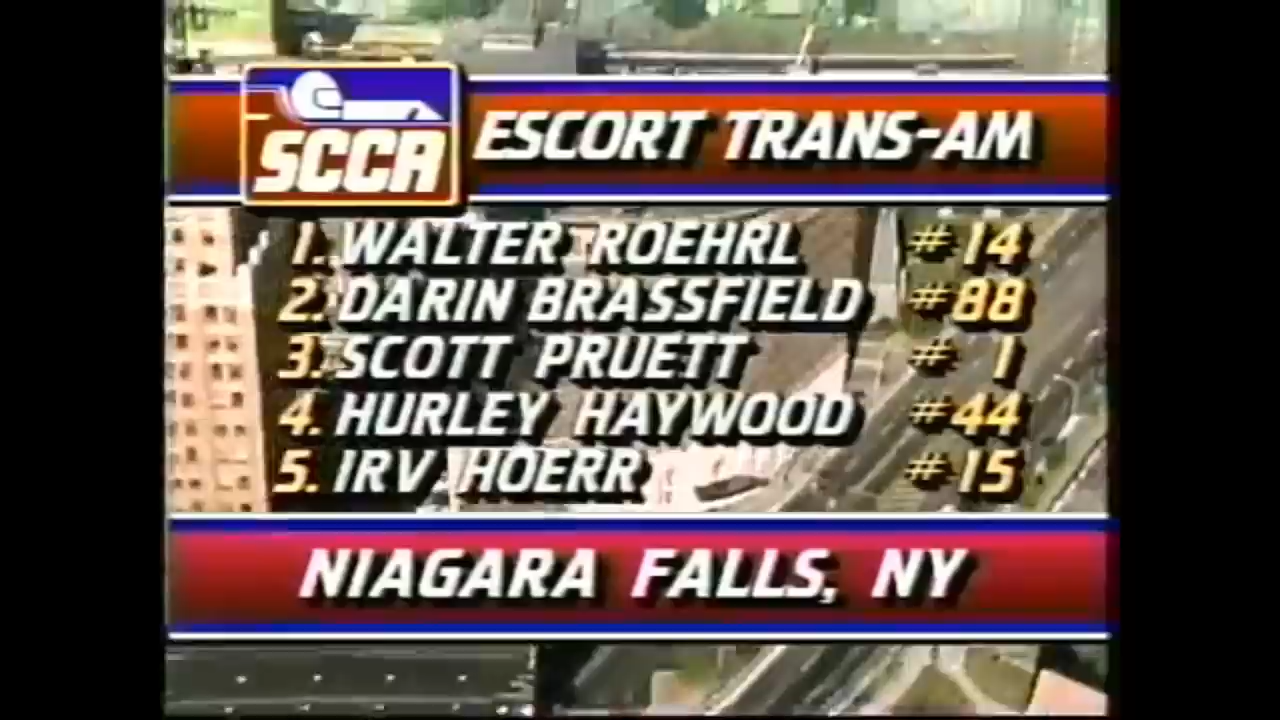 SCCA
ESCORT TRANS-AM
1. WALTER ROEHRL #14
2. DARIN BRASSFIELD #88
3. SCOTT PRUETT # 1
4. HURLEY HAYWOOD #44
5. IRV HOERR #15
NIAGARA FALLS, NY